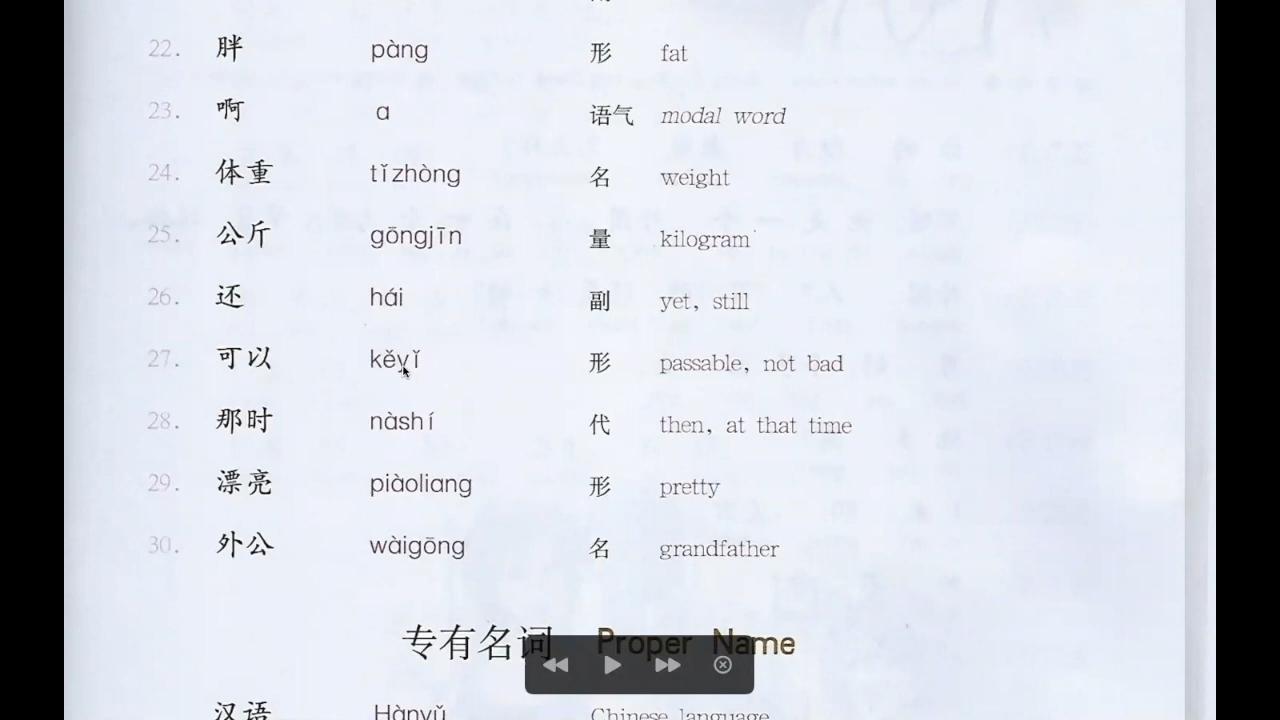 22. 胖 pàng 形 fat
23. 啊 a 语气 modal word
24. 体重 tǐzhòng 名 weight
25. 公斤 gōngjīn 量 kilogram
26. 还 hái 副 yet, still
27. 可以 kěyǐ 形 passable, not bad
28. 那时 nàshí 代 then, at that time
29. 漂亮 piàoliang 形 pretty
30. 外公 wàigōng 名 grandfather
专有名词 Proper Name
汉语 Hànyǔ Chinese language